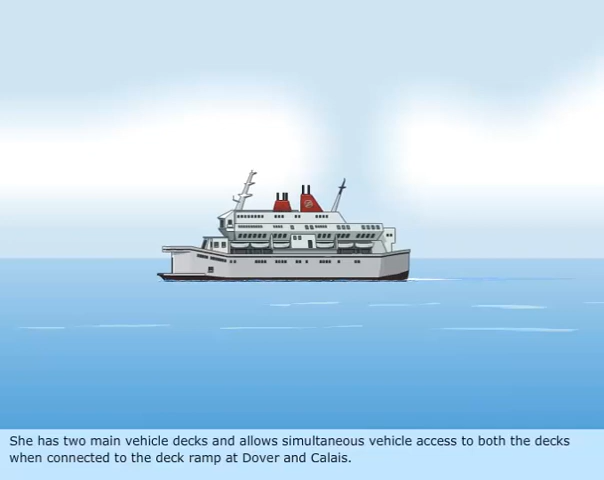 She has two main vehicle decks and allows simultaneous vehicle access to both the decks
when connected to the deck ramp at Dover and Calais.